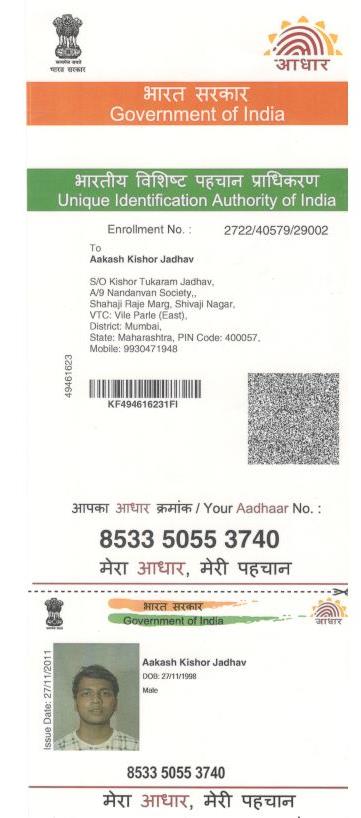 सत्यमेव जयते
भारत सरकार
आधार
भारत सरकार
Government of India
भारतीय विशिष्ट पहचान प्राधिकरण
Unique Identification Authority of India
Enrollment No. : 2722/40579/29002
To
Aakash Kishor Jadhav
S/O Kishor Tukaram Jadhav,
A/9 Nandanvan Society,,
Shahaji Raje Marg, Shivaji Nagar,
VTC: Vile Parle (East),
District: Mumbai,
State: Maharashtra, PIN Code: 400057,
Mobile: 9930471948
49461623
KF494616231FI
आपका आधार क्रमांक / Your Aadhaar No. :
8533 5055 3740
मेरा आधार, मेरी पहचान
भारत सरकार
Government of India
आधार
Issue Date: 27/11/2011
Aakash Kishor Jadhav
DOB: 27/11/1998
Male
8533 5055 3740
मेरा आधार, मेरी पहचान